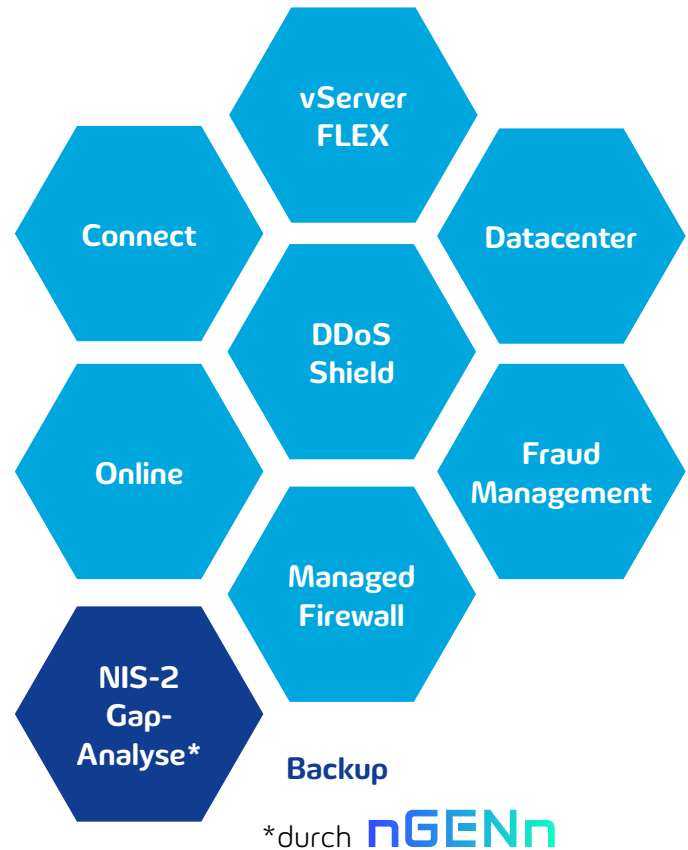 vServer
FLEX
Connect
Datacenter
DDoS
Shield
Online
Fraud
Management
Managed
Firewall
NIS-2
Gap-
Analyse*
Backup
*durch nGENn